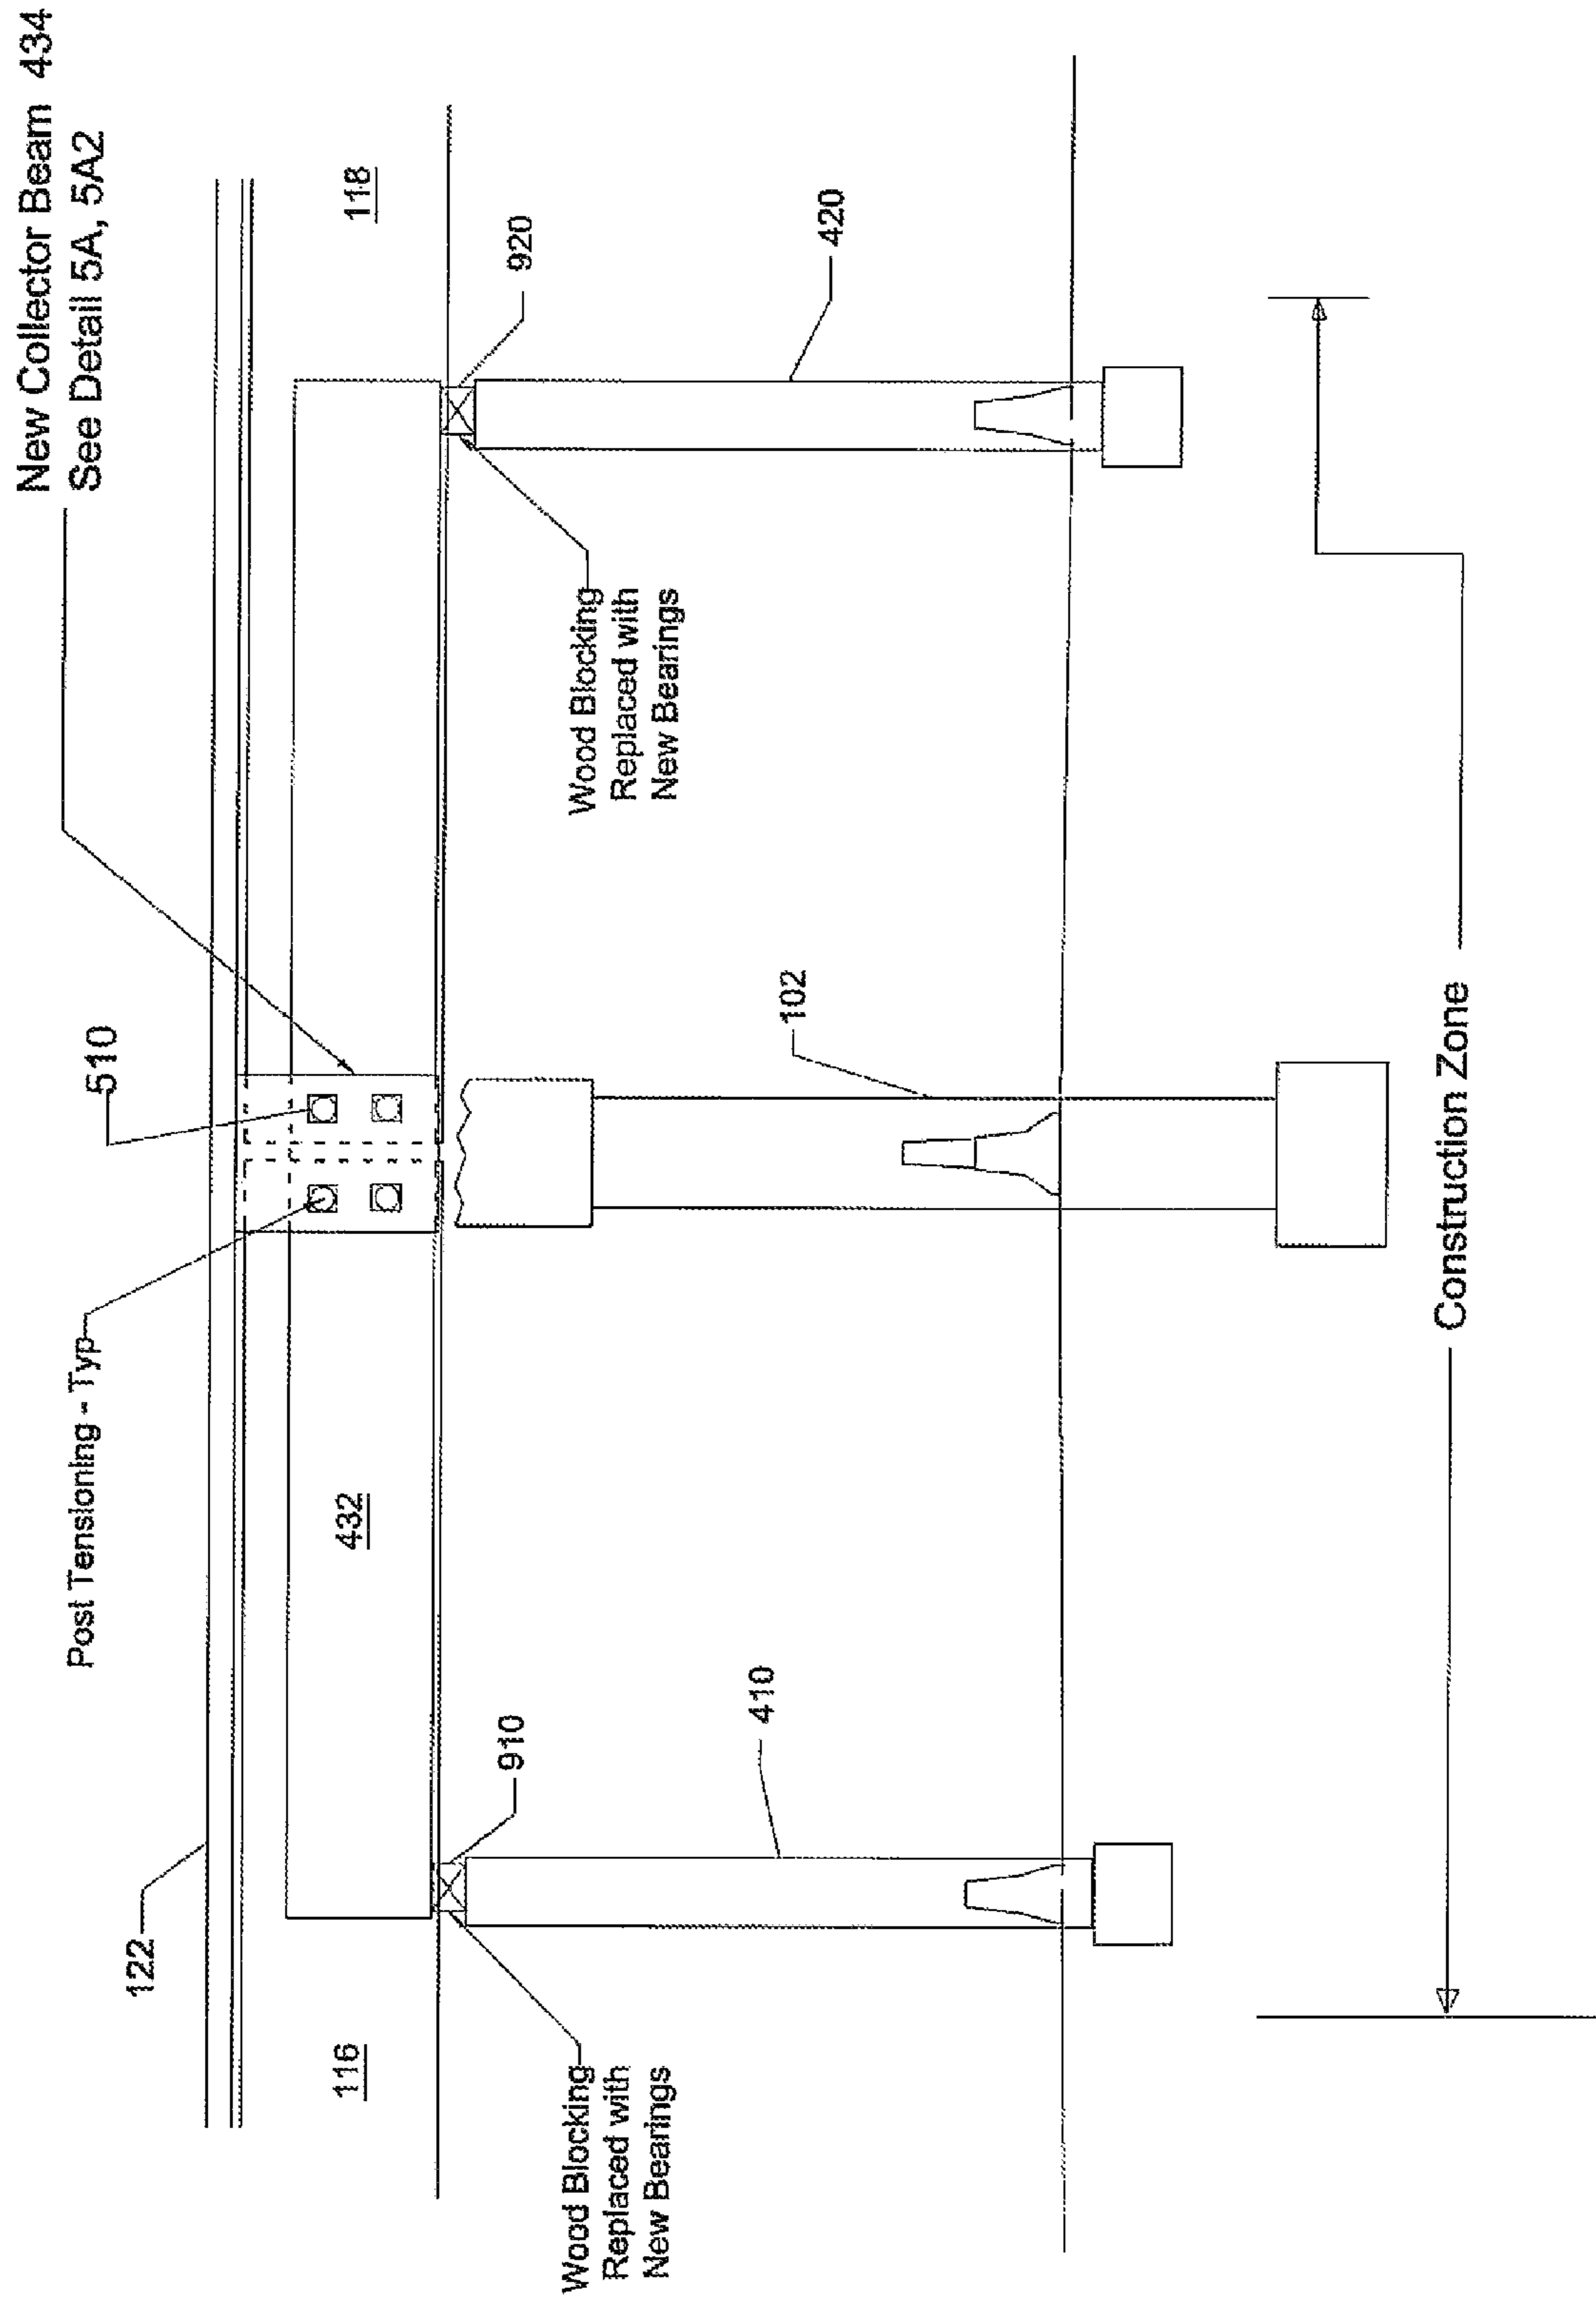 New Collector Beam 434
See Detail 5A, 5A2
510
Post Tensioning - Typ
122
116
432
118
910
920
Wood Blocking
Replaced with
New Bearings
Wood Blocking
Replaced with
New Bearings
410
102
420
Construction Zone